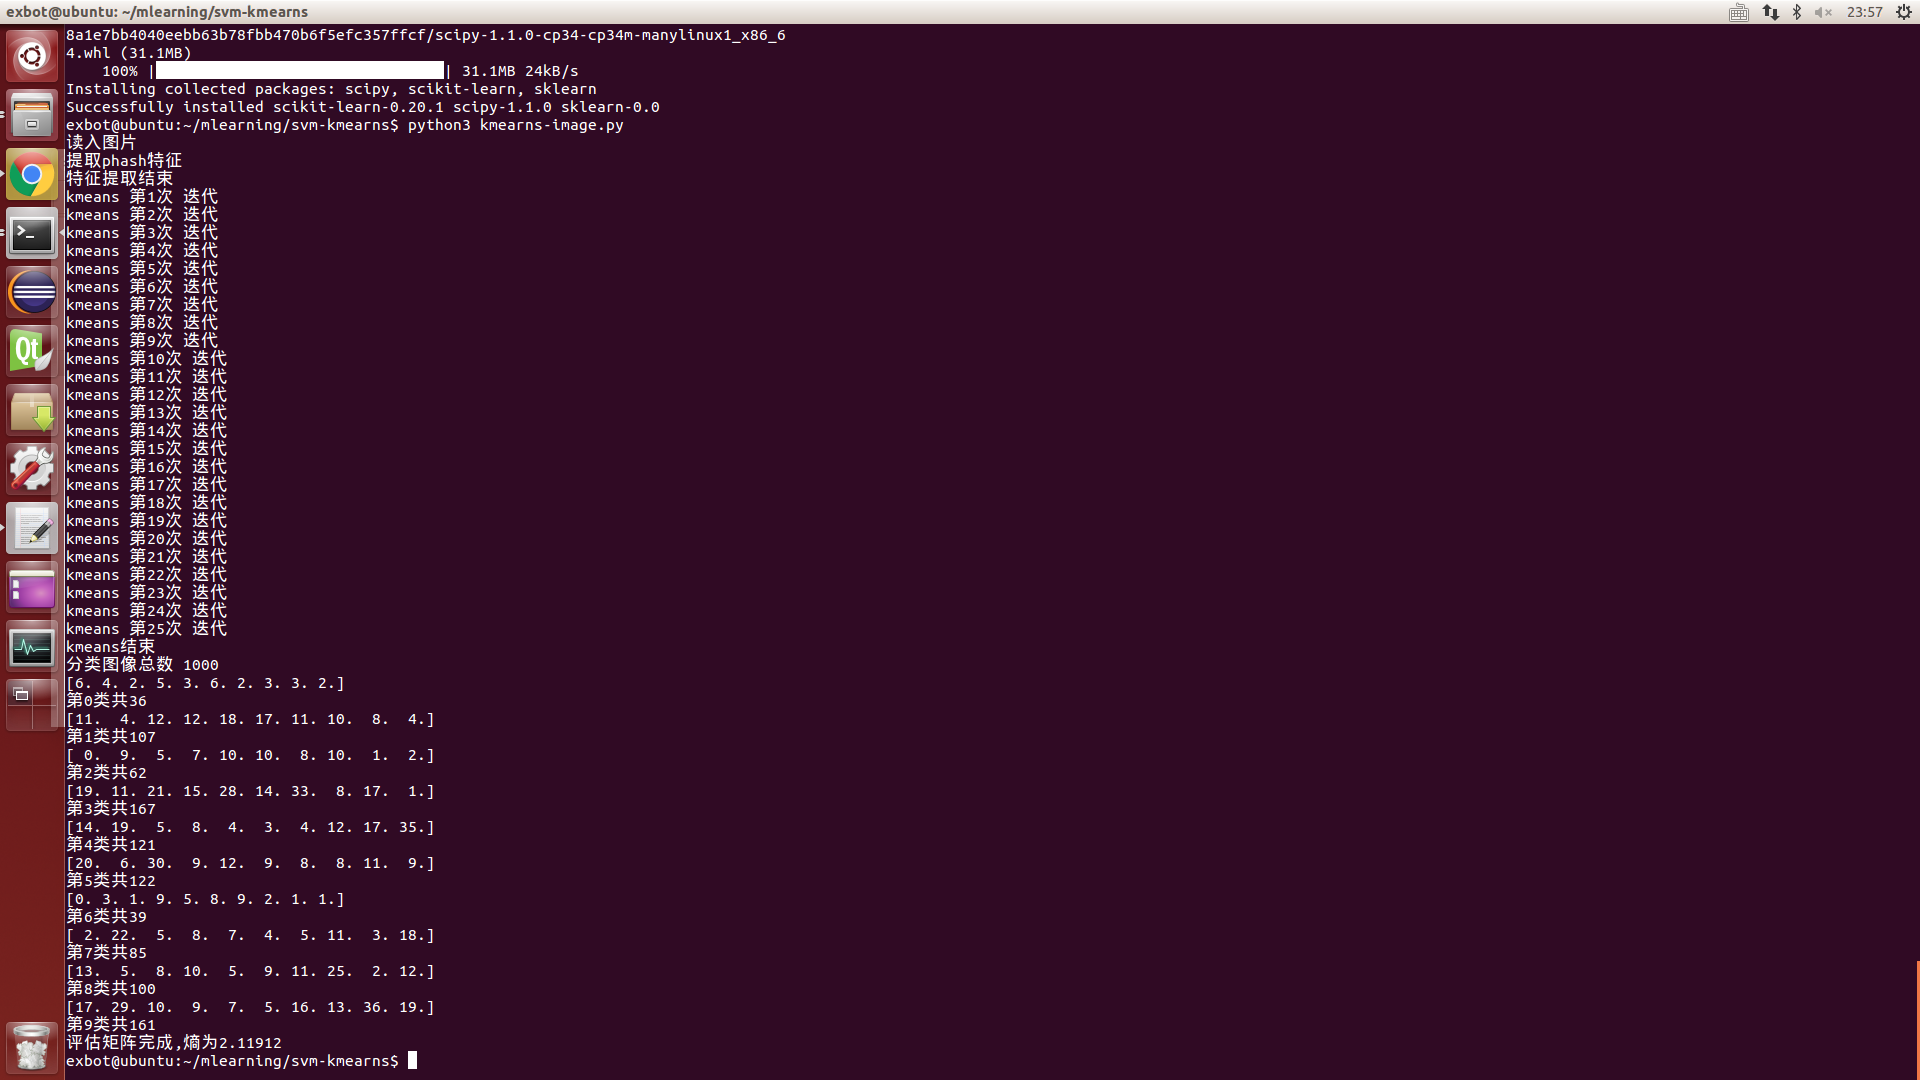 exbot@ubuntu: ~/mlearning/svm-kmearns
23:57
8a1e7bb4040eebb63b78fbb470b6f5efc357ffcf/scipy-1.1.0-cp34-cp34m-manylinux1_x86_6
4.whl (31.1MB)
100% | | 31.1MB 24kB/s
Installing collected packages: scipy, scikit-learn, sklearn
Successfully installed scikit-learn-0.20.1 scipy-1.1.0 sklearn-0.0
exbot@ubuntu:~/mlearning/svm-kmearns$ python3 kmearns-image.py
读入图片
提取phash特征
特征提取结束
kmeans 第1次 迭代
kmeans 第2次 迭代
kmeans 第3次 迭代
kmeans 第4次 迭代
kmeans 第5次 迭代
kmeans 第6次 迭代
kmeans 第7次 迭代
kmeans 第8次 迭代
kmeans 第9次 迭代
kmeans 第10次 迭代
kmeans 第11次 迭代
kmeans 第12次 迭代
kmeans 第13次 迭代
kmeans 第14次 迭代
kmeans 第15次 迭代
kmeans 第16次 迭代
kmeans 第17次 迭代
kmeans 第18次 迭代
kmeans 第19次 迭代
kmeans 第20次 迭代
kmeans 第21次 迭代
kmeans 第22次 迭代
kmeans 第23次 迭代
kmeans 第24次 迭代
kmeans 第25次 迭代
kmeans结束
分类图像总数 1000
[6. 4. 2. 5. 3. 6. 2. 3. 3. 2.]
第0类共36
[11.  4. 12. 12. 18. 17. 11. 10.  8.  4.]
第1类共107
[ 0.  9.  5.  7. 10. 10.  8. 10.  1.  2.]
第2类共62
[19. 11. 21. 15. 28. 14. 33.  8. 17.  1.]
第3类共167
[14. 19.  5.  8.  4.  3.  4. 12. 17. 35.]
第4类共121
[20.  6. 30.  9. 12.  9.  8.  8. 11.  9.]
第5类共122
[0. 3. 1. 9. 5. 8. 9. 2. 1. 1.]
第6类共39
[ 2. 22.  5.  8.  7.  4.  5. 11.  3. 18.]
第7类共85
[13.  5.  8. 10.  5.  9. 11. 25.  2. 12.]
第8类共100
[17. 29. 10.  9.  7.  5. 16. 13. 36. 19.]
第9类共161
评估矩阵完成,熵为2.11912
exbot@ubuntu:~/mlearning/svm-kmearns$
Qt